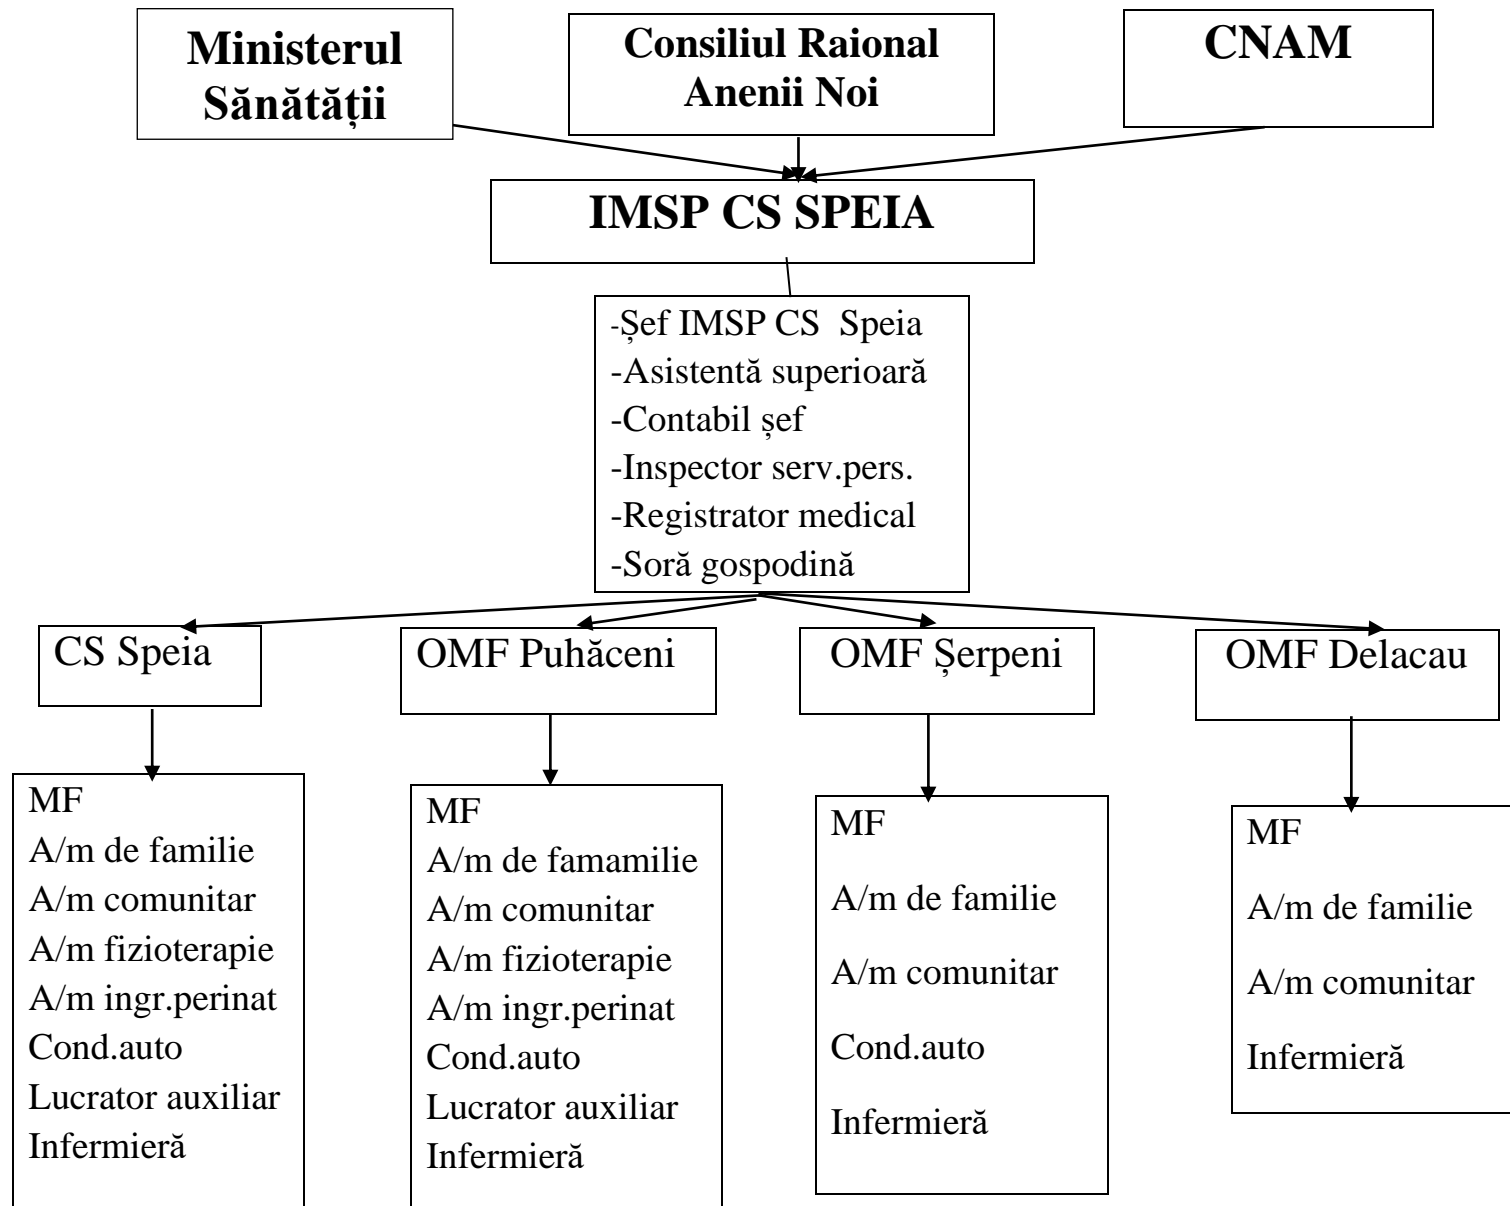 Ministerul
Sănătății
Consiliul Raional
Anenii Noi
CNAM
IMSP CS SPEIA
-Șef IMSP CS  Speia
-Asistentă superioară
-Contabil șef
-Inspector serv.pers.
-Registrator medical
-Soră gospodină
CS Speia
OMF Puhăceni
OMF Șerpeni
OMF Delacau
MF
A/m de familie
A/m comunitar
A/m fizioterapie
A/m ingr.perinat
Cond.auto
Lucrator auxiliar
Infermieră
MF
A/m de famamilie
A/m comunitar
A/m fizioterapie
A/m ingr.perinat
Cond.auto
Lucrator auxiliar
Infermieră
MF
A/m de familie
A/m comunitar
Cond.auto
Infermieră
MF
A/m de familie
A/m comunitar
Infermieră